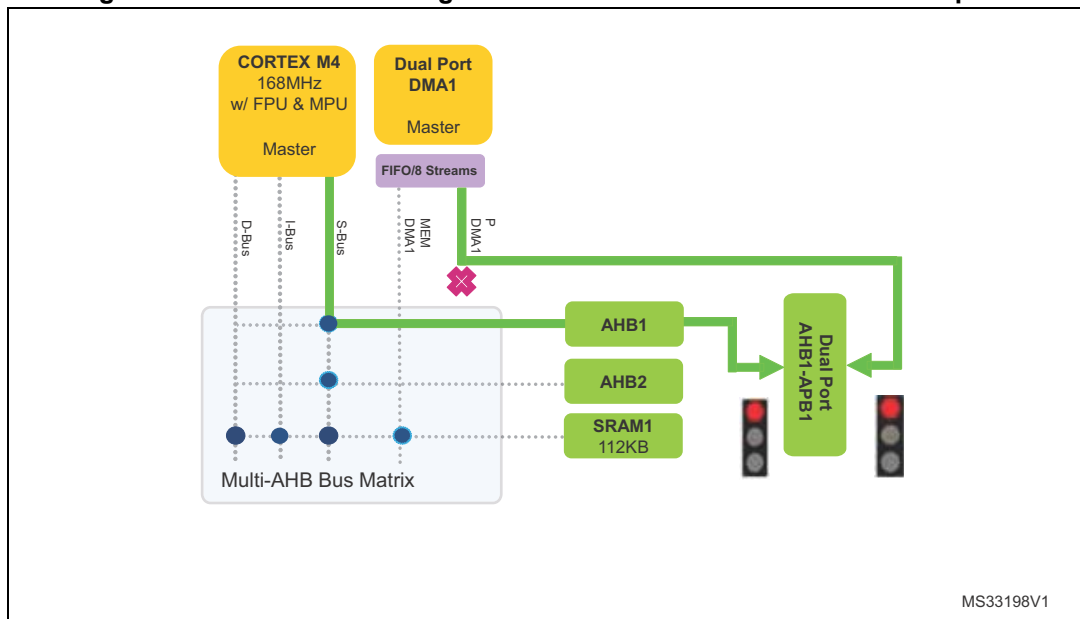 CORTEX M4
168MHz
w/ FPU & MPU
Master
Dual Port
DMA1
Master
FIFO/8 Streams
D-Bus
I-Bus
S-Bus
MEM
DMA1
P
DMA1
AHB1
AHB2
SRAM1
112KB
Dual Port
AHB1-APB1
Multi-AHB Bus Matrix
MS33198V1